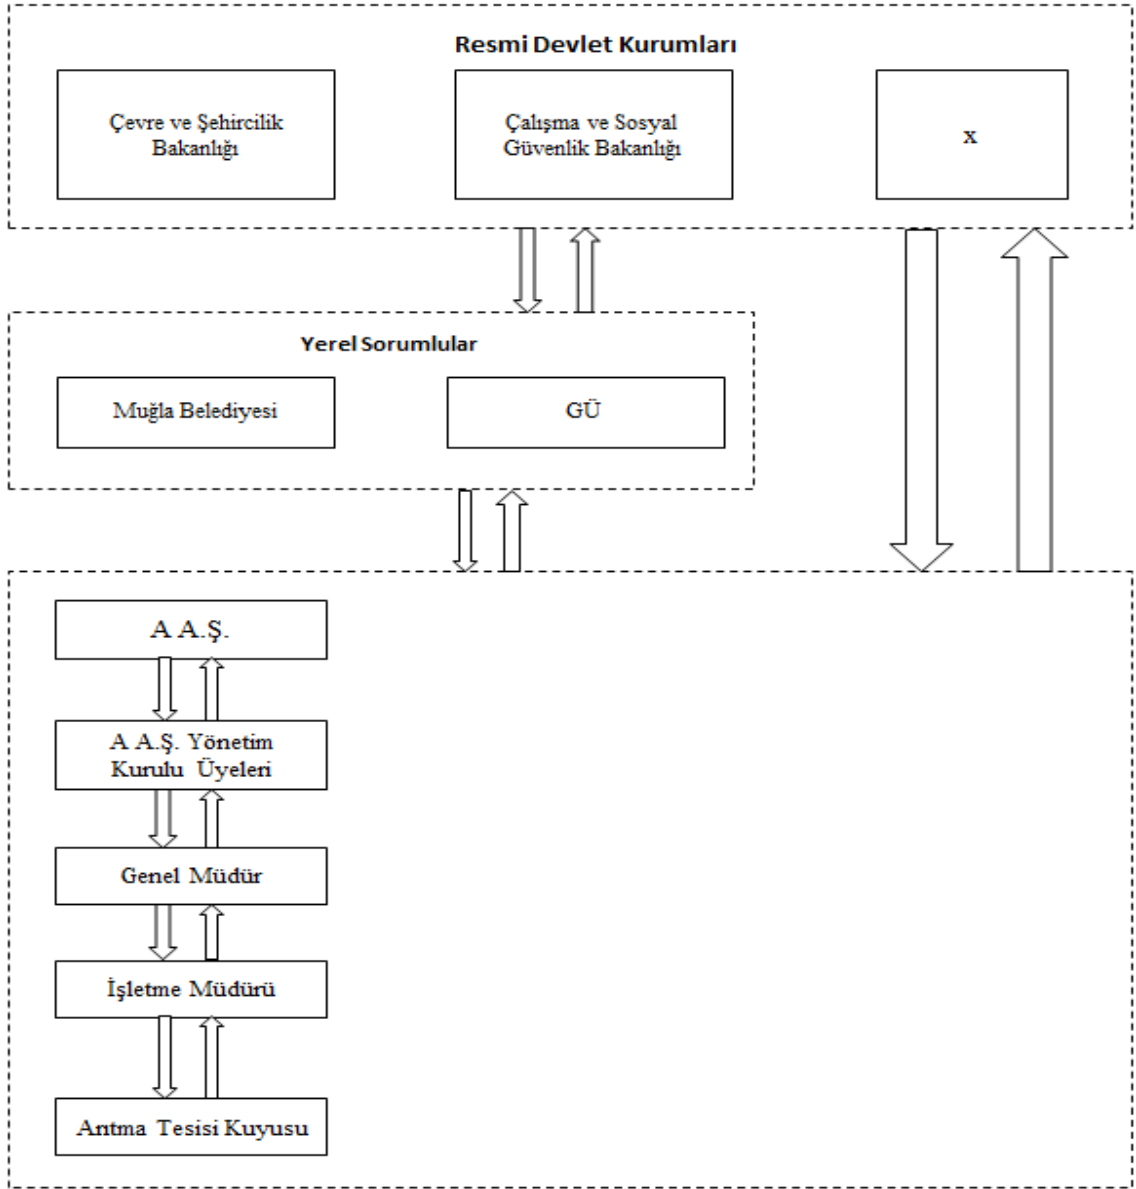 Resmi Devlet Kurumları
Çevre ve Şehircilik
Bakanlığı
Çalışma ve Sosyal
Güvenlik Bakanlığı
x
Yerel Sorumlular
Muğla Belediyesi
GÜ
A A.Ş.
A A.Ş. Yönetim
Kurulu Üyeleri
Genel Müdür
İşletme Müdürü
Arıtma Tesisi Kuyusu